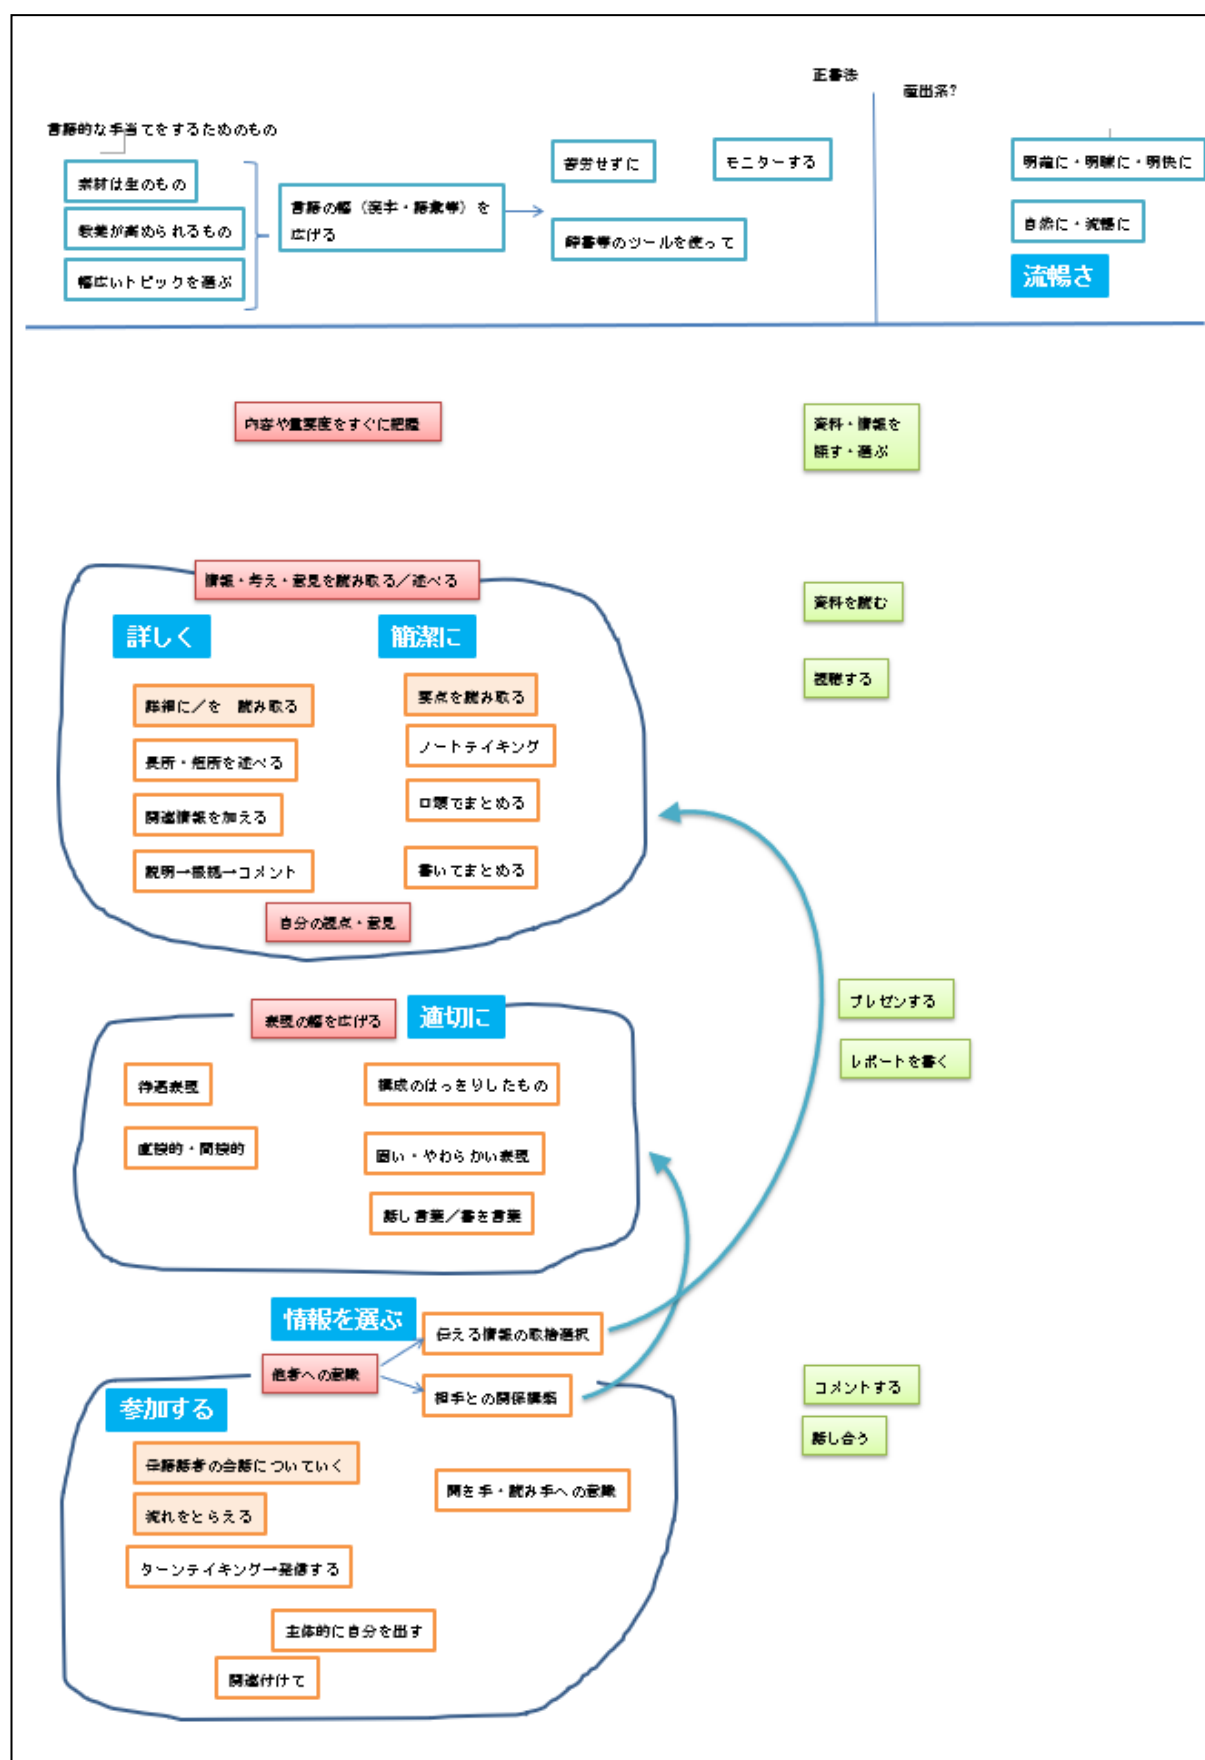 正書法
産出系?
言語的な手当てをするためのもの
素材は生のもの
教養が高められるもの
幅広いトピックを選ぶ
言語の幅（漢字・語彙等）を
広げる
苦労せずに
モニターする
辞書等のツールを使って
明確に・明瞭に・明快に
自然に・流暢に
流暢さ
内容や重要度をすぐに把握
資料・情報を
探す・選ぶ
情報・考え・意見を読み取る／述べる
詳しく
簡潔に
詳細に／を　読み取る
長所・短所を述べる
関連情報を加える
説明→根拠→コメント
要点を読み取る
ノートテイキング
口頭でまとめる
書いてまとめる
自分の視点・意見
資料を読む
視聴する
表現の幅を広げる
適切に
待遇表現
直接的・間接的
構成のはっきりしたもの
固い・やわらかい表現
話し言葉／書き言葉
プレゼンする
レポートを書く
情報を選ぶ
他者への意識
伝える情報の取捨選択
相手との関係構築
参加する
母語話者の会話についていく
流れをとらえる
ターンテイキング→発信する
聞き手・読み手への意識
主体的に自分を出す
関連付けて
コメントする
話し合う